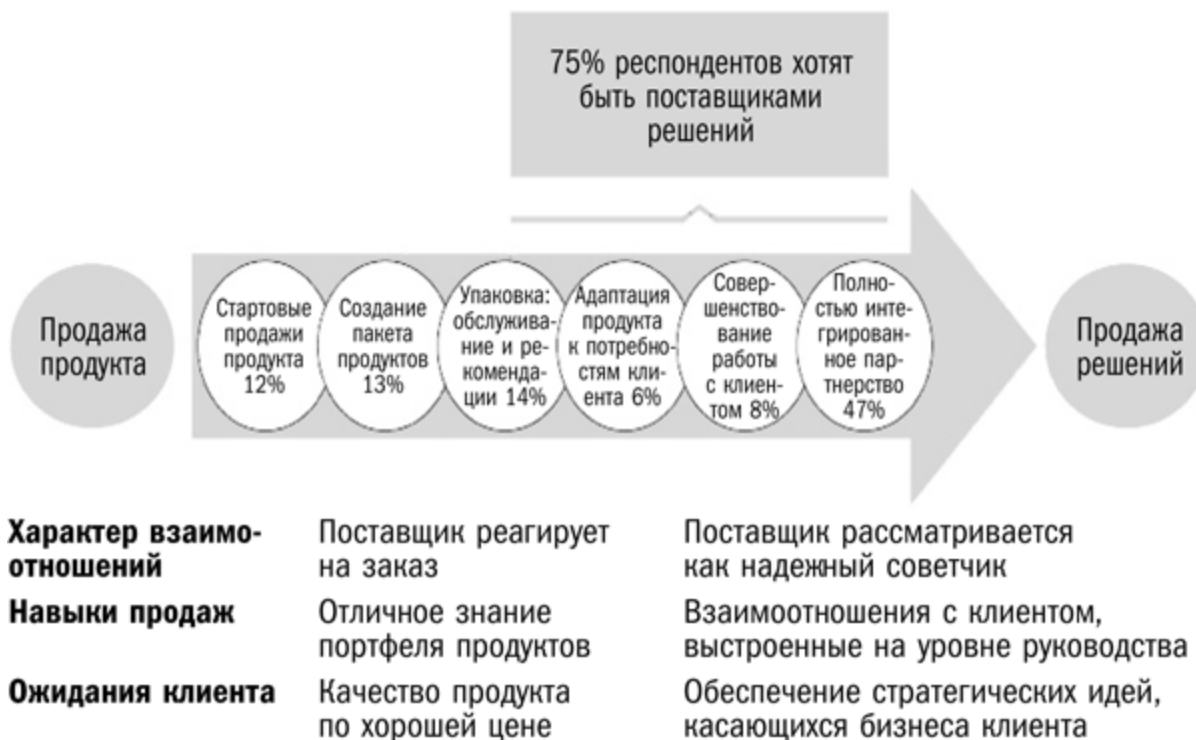 75% респондентов хотят
быть поставщиками
решений
Продажа
продукта
Стартовые
продажи
продукта
12%
Создание
пакета
продуктов
13%
Упаковка:
обслужива-
ние и ре-
коменда-
ции 14%
Адаптация
продукта
к потребно-
стям кли-
ента 6%
Совер-
шенство-
вание
работы
с клиен-
том 8%
Полно-
стью инте-
грирован-
ное пар-
тнерство
47%
Продажа
решений
Характер взаимо-
отношений
Поставщик реагирует
на заказ
Поставщик рассматривается
как надежный советчик
Навыки продаж
Отличное знание
портфеля продуктов
Взаимоотношения с клиентом,
выстроенные на уровне руководства
Ожидания клиента
Качество продукта
по хорошей цене
Обеспечение стратегических идей,
касающихся бизнеса клиента